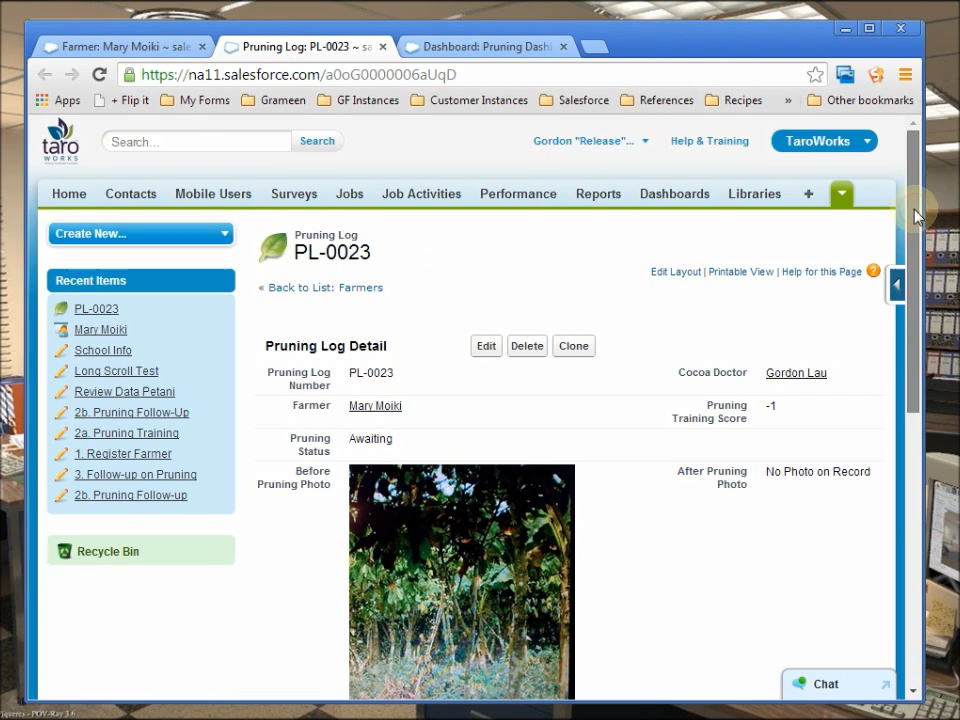 Farmer: Mary Moiki ~ sale
Pruning Log: PL-0023 ~ sa
Dashboard: Pruning Dashl
https://na11.salesforce.com/a0oG0000006aUqD
Apps
+ Flip it
My Forms
Grameen
GF Instances
Customer Instances
Salesforce
References
Recipes
»
Other bookmarks
taro
WORKS
Search...
Search
Gordon "Release"...
Help & Training
TaroWorks
Home
Contacts
Mobile Users
Surveys
Jobs
Job Activities
Performance
Reports
Dashboards
Libraries
+
Create New...
Pruning Log
PL-0023
Edit Layout | Printable View | Help for this Page ?
« Back to List: Farmers
Recent Items
PL-0023
Mary Moiki
School Info
Long Scroll Test
Review Data Petani
2b. Pruning Follow-Up
2a. Pruning Training
1. Register Farmer
3. Follow-up on Pruning
2b. Pruning Follow-up
Recycle Bin
Pruning Log Detail
Edit
Delete
Clone
Pruning Log
Number
PL-0023
Cocoa Doctor
Gordon Lau
Farmer
Mary Moiki
Pruning
Training Score
-1
Pruning
Status
Awaiting
Before
Pruning Photo
After Pruning
Photo
No Photo on Record
Chat